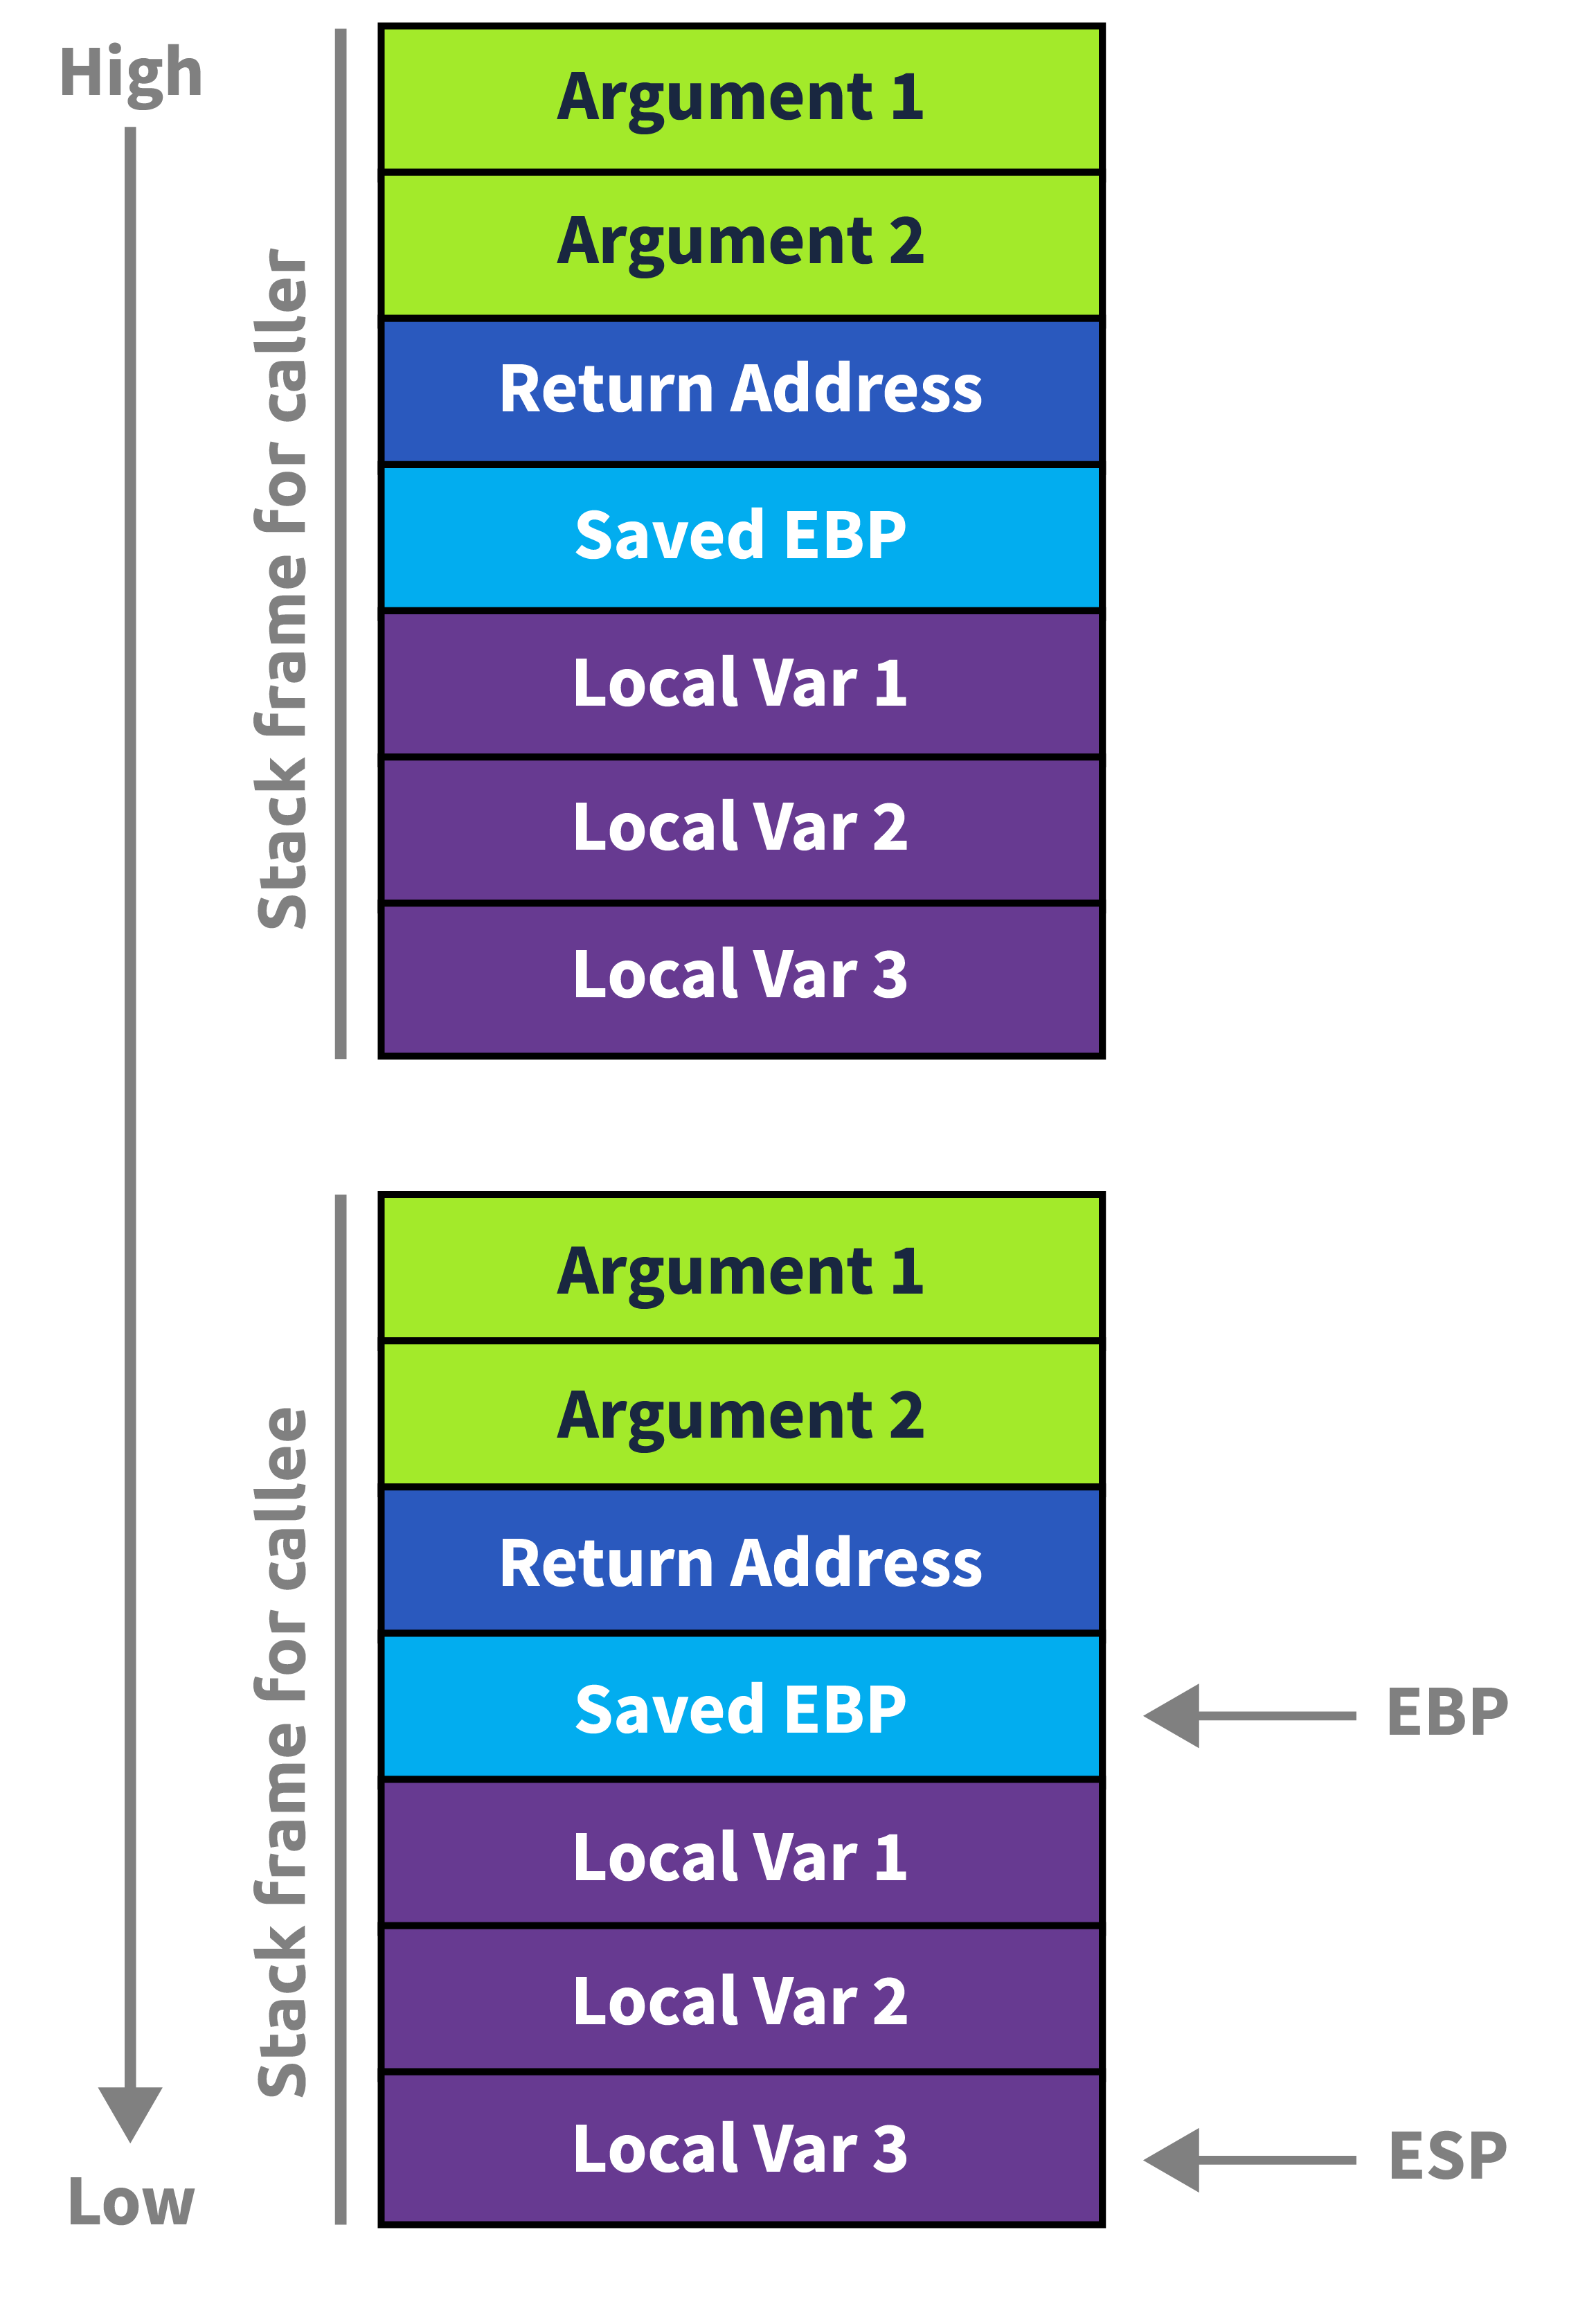 High
Stack frame for caller
Argument 1
Argument 2
Return Address
Saved EBP
Local Var 1
Local Var 2
Local Var 3
Stack frame for callee
Argument 1
Argument 2
Return Address
Saved EBP
EBP
Local Var 1
Local Var 2
Local Var 3
ESP
Low